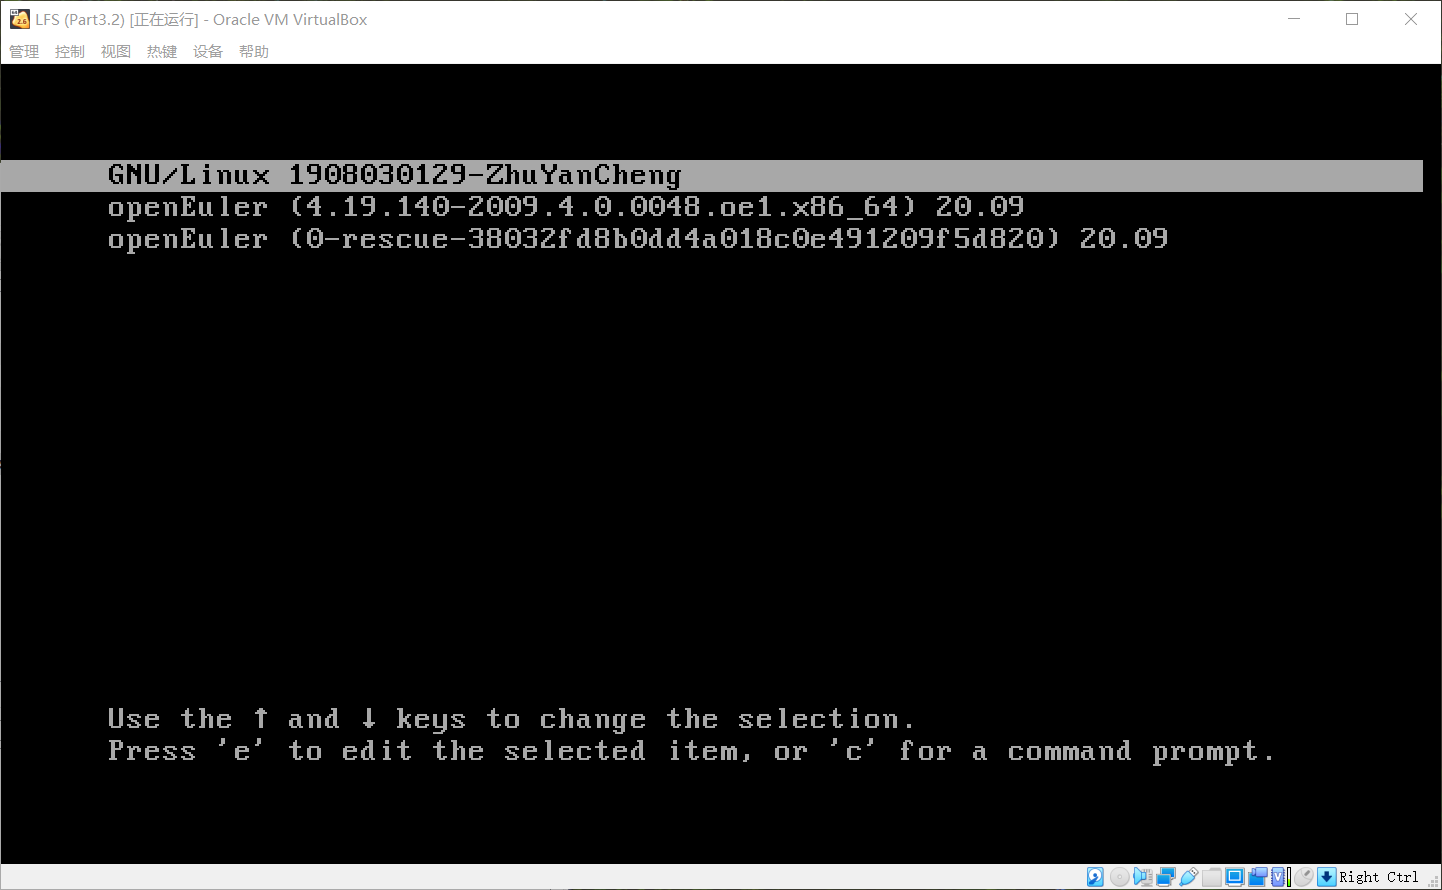 LFS (Part3.2) [正在运行] - Oracle VM VirtualBox
管理 控制 视图 热键 设备 帮助
GNU/Linux 1908030129-ZhuYanCheng
openEuler (4.19.140-2009.4.0.0048.oe1.x86_64) 20.09
openEuler (0-rescue-38032fd8b0dd4a018c0e491209f5d820) 20.09
Use the ↑ and ↓ keys to change the selection.
Press 'e' to edit the selected item, or 'c' for a command prompt.
Right Ctrl